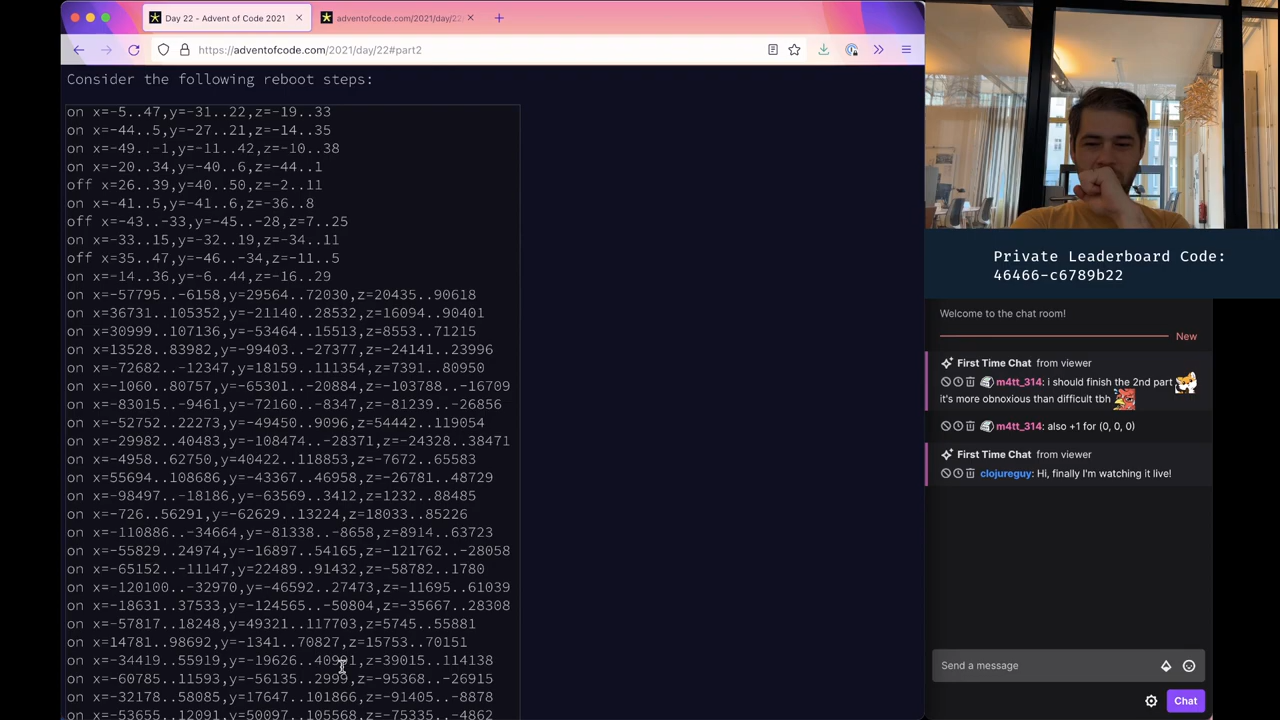 Day 22 - Advent of Code 2021
adventofcode.com/2021/day/22
https://adventofcode.com/2021/day/22#part2
Consider the following reboot steps:
on x=-5..47,y=-31..22,z=-19..33
on x=-44..5,y=-27..21,z=-14..35
on x=-49..-1,y=-11..42,z=-10..38
on x=-20..34,y=-40..6,z=-44..1
off x=26..39,y=40..50,z=-2..11
on x=-41..5,y=-41..6,z=-36..8
off x=-43..-33,y=-45..-28,z=7..25
on x=-33..15,y=-32..19,z=-34..11
off x=35..47,y=-46..-34,z=-11..5
on x=-14..36,y=-6..44,z=-16..29
on x=-57795..-6158,y=29564..72030,z=20435..90618
on x=36731..105352,y=-21140..28532,z=16094..90401
on x=30999..107136,y=-53464..15513,z=8553..71215
on x=13528..83982,y=-99403..-27377,z=-24141..23996
on x=-72682..-12347,y=18159..111354,z=7391..80950
on x=-1060..80757,y=-65301..-20884,z=-103788..-16709
on x=-83015..-9461,y=-72160..-8347,z=-81239..-26856
on x=-52752..22273,y=-49450..9096,z=54442..119054
on x=-29982..40483,y=-108474..-28371,z=-24328..38471
on x=-4958..62750,y=40422..118853,z=-7672..65583
on x=55694..108686,y=-43367..46958,z=-26781..48729
on x=-98497..-18186,y=-63569..3412,z=1232..88485
on x=-726..56291,y=-62629..13224,z=18033..85226
on x=-110886..-34664,y=-81338..-8658,z=8914..63723
on x=-55829..24974,y=-16897..54165,z=-121762..-28058
on x=-65152..-11147,y=22489..91432,z=-58782..1780
on x=-120100..-32970,y=-46592..27473,z=-11695..61039
on x=-18631..37533,y=-124565..-50804,z=-35667..28308
on x=-57817..18248,y=49321..117703,z=5745..55881
on x=14781..98692,y=-1341..70827,z=15753..70151
on x=-34419..55919,y=-19626..40991,z=39015..114138
on x=-60785..11593,y=-56135..2999,z=-95368..-26915
on x=-32178..58085,y=17647..101866,z=-91405..-8878
on x=-53655..12091,y=50097..105568,z=-75335..-4862
Private Leaderboard Code:
46466-c6789b22
Welcome to the chat room!
New
First Time Chat from viewer
m4tt_314: i should finish the 2nd part
it's more obnoxious than difficult tbh
m4tt_314: also +1 for (0, 0, 0)
First Time Chat from viewer
clojureguy: Hi, finally I'm watching it live!
Send a message
Chat